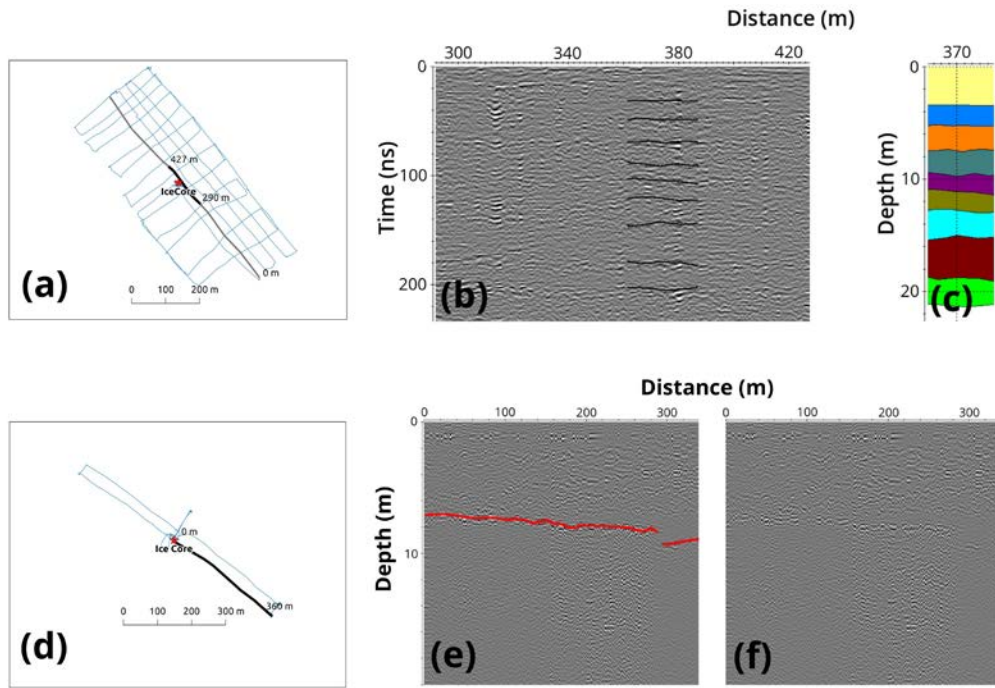 427 m
IceCore
290 m
0 m
0 100 200 m
(a)
Distance (m)
300 340 380 420
0
100
200
Time (ns)
(b)
370
0
10
20
Depth (m)
(c)
0 m
Ice Core
360 m
0 100 200 300 m
(d)
Distance (m)
0 100 200 300
0
10
Depth (m)
(e)
0 100 200 300
(f)